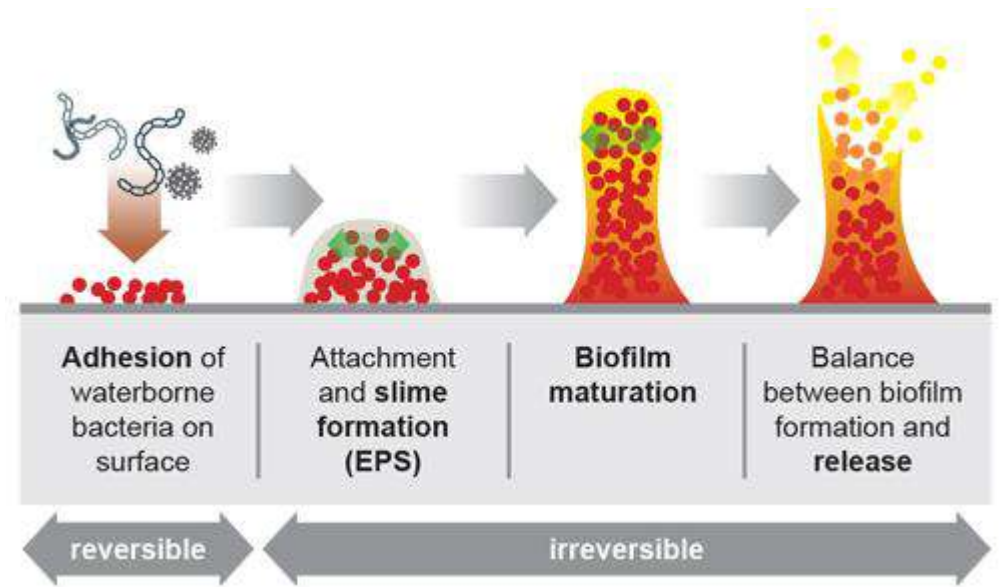 Adhesion of
waterborne
bacteria on
surface
Attachment
and slime
formation
(EPS)
Biofilm
maturation
Balance
between biofilm
formation and
release
reversible
irreversible